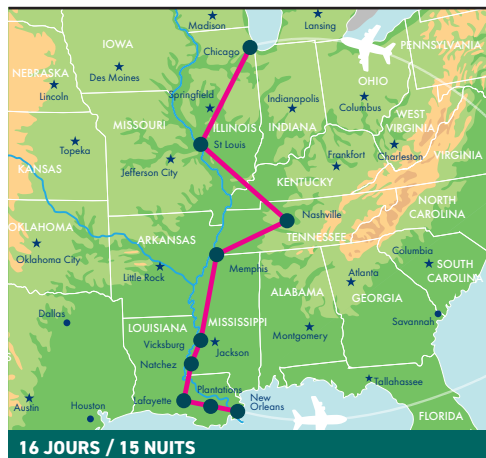 Madison
Lansing
Chicago
IOWA
PENNSYLVANIA
NEBRASKA
Des Moines
OHIO
Lincoln
Springfield
Indianapolis
Columbus
MISSOURI
ILLINOIS
INDIANA
WEST
VIRGINIA
Topeka
St Louis
Frankfort
Charleston
VIRGINIA
KANSAS
Jefferson City
KENTUCKY
NORTH
CAROLINA
Nashville
OKLAHOMA
ARKANSAS
TENNESSEE
Oklahoma City
Memphis
Columbia
Little Rock
Atlanta
SOUTH
CAROLINA
ALABAMA
GEORGIA
Dallas
LOUISIANA
MISSISSIPPI
Savannah
Vicksburg
Jackson
Montgomery
Natchez
Plantations
Tallahassee
Austin
Houston
Lafayette
New
Orleans
FLORIDA
16 JOURS / 15 NUITS